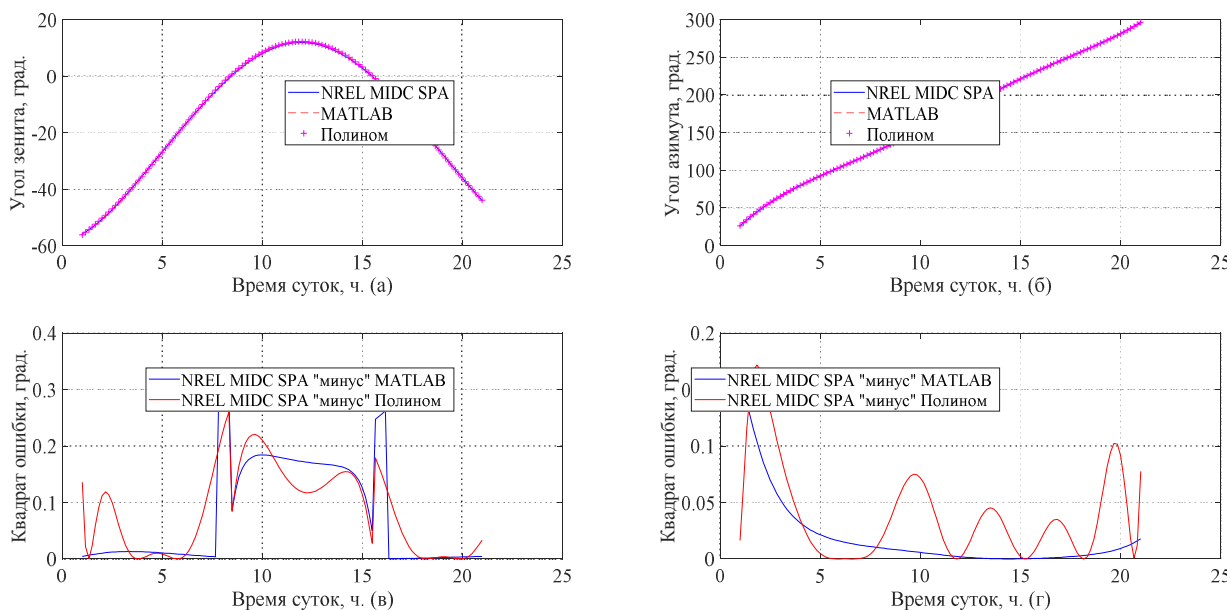 20
0
-20
-40
-60
Угол зенита, град.
NREL MIDC SPA
MATLAB
Полином
0 5 10 15 20 25
Время суток, ч. (а)
300
250
200
150
100
50
0
Угол азимута, град.
NREL MIDC SPA
MATLAB
Полином
0 5 10 15 20 25
Время суток, ч. (б)
0.4
0.3
0.2
0.1
0
Квадрат ошибки, град.
NREL MIDC SPA "минус" MATLAB
NREL MIDC SPA "минус" Полином
0 5 10 15 20 25
Время суток, ч. (в)
0.2
0.1
0.05
0
Квадрат ошибки, град.
NREL MIDC SPA "минус" MATLAB
NREL MIDC SPA "минус" Полином
0 5 10 15 20 25
Время суток, ч. (г)